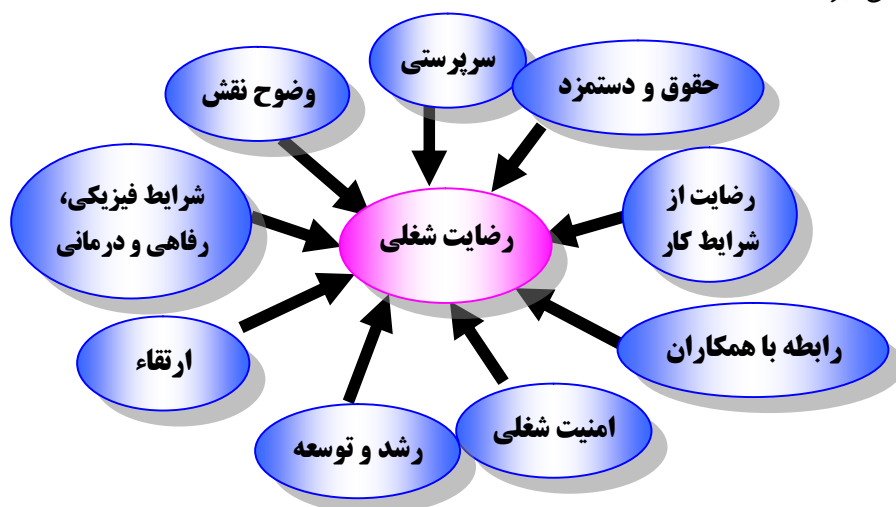 سرپرستی
حقوق و دستمزد
وضوح نقش
رضایت از
شرایط کار
شرایط فیزیکی،
رفاهی و درمانی
رضایت شغلی
رابطه با همکاران
ارتقاء
امنیت شغلی
رشد و توسعه